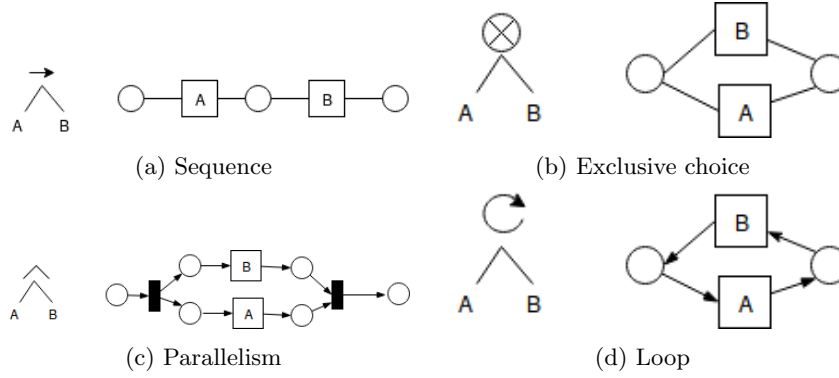 A B
A B
(a) Sequence
A B
B
A
(b) Exclusive choice
A B
B
A
(c) Parallelism
A B
B
A
(d) Loop